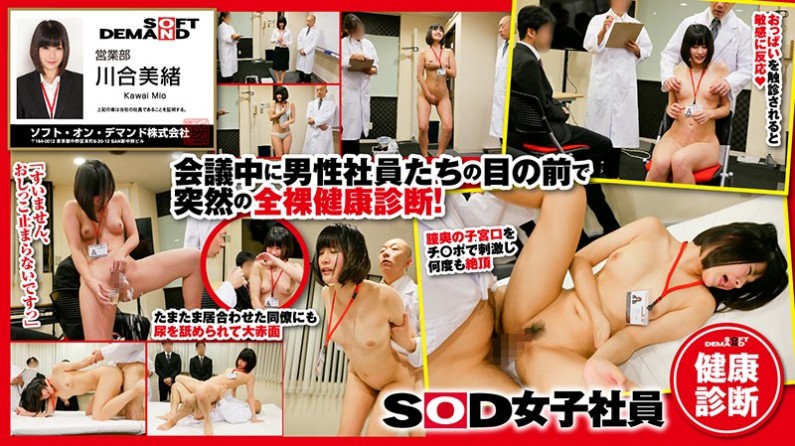 SOFT
ON
DEMAND
営業部
川合美緒
Kawai Mio
上記の者は当社の社員であることを証明する。
ソフト・オン・デマンド株式会社
会議中に男性社員たちの目の前で
突然の全裸健康診断!
おっぱいを触診されると
敏感に反応♥
「すいません、
おしっこ止まらないですっ」
たまたま居合わせた同僚にも
尿を舐められて大赤面
膣奥の子宮口を
チ〇ポで刺激し
何度も絶頂
健康
診断
SOD女子社員